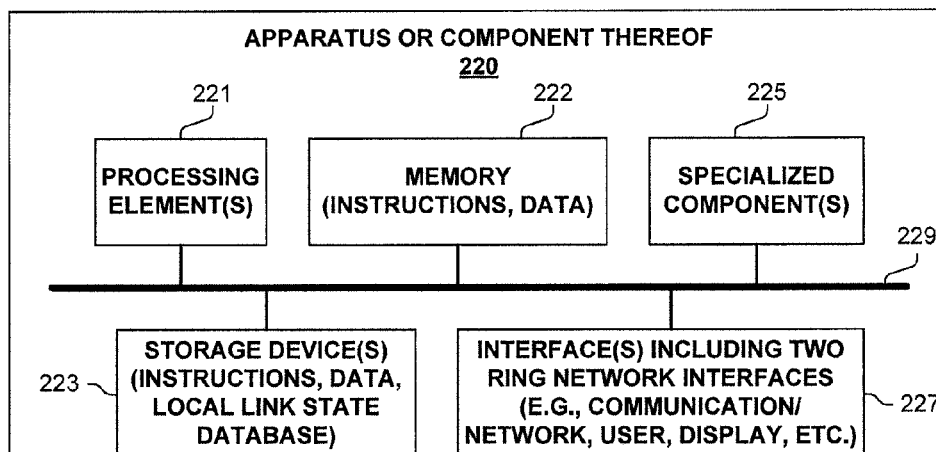 APPARATUS OR COMPONENT THEREOF
220
221
222
225
PROCESSING
ELEMENT(S)
MEMORY
(INSTRUCTIONS, DATA)
SPECIALIZED
COMPONENT(S)
229
STORAGE DEVICE(S)
(INSTRUCTIONS, DATA,
LOCAL LINK STATE
DATABASE)
223
INTERFACE(S) INCLUDING TWO
RING NETWORK INTERFACES
(E.G., COMMUNICATION/
NETWORK, USER, DISPLAY, ETC.)
227